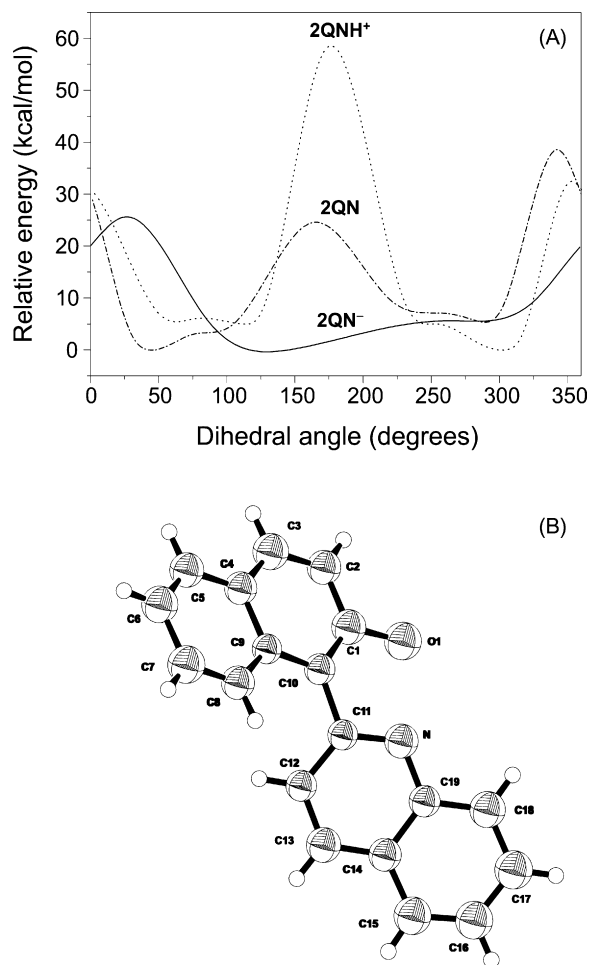 (A)
2QNH+
2QN
2QN−
Relative energy (kcal/mol)
60
50
40
30
20
10
0
0 50 100 150 200 250 300 350
Dihedral angle (degrees)
(B)
C3
C4 C2
C5
C6 C1 O1
C9
C7 C10
C8
C11 N
C12
C19
C18
C13
C14
C17
C15
C16